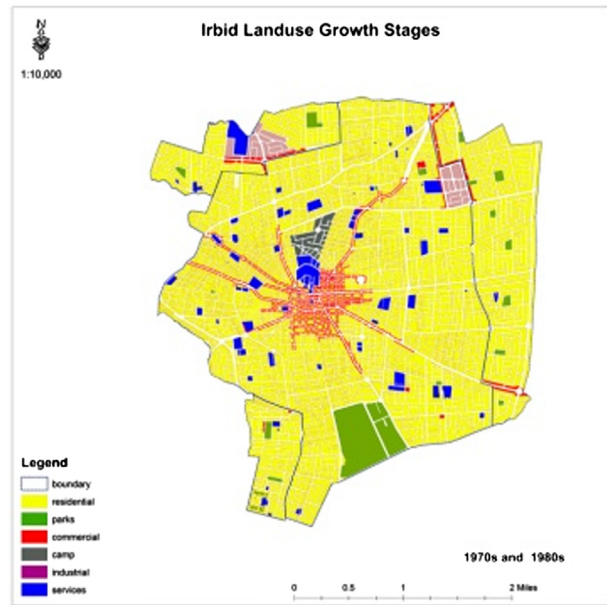 Irbid Landuse Growth Stages
N
1:10,000
Legend
boundary
residential
parks
commercial
camp
industrial
services
1970s and 1980s
0 0.5 1 2 Miles